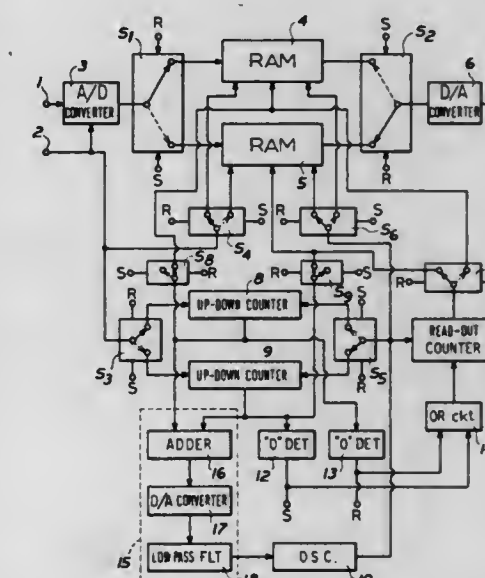 S1
R
4
S
S2
3
6
1
A/D
CONVERTER
RAM
D/A
CONVERTER
2
RAM
S
5
R
R
S4
S
R
S6
S
S8
8
S
R
R
UP-DOWN COUNTER
S
R
R
9
READ-OUT
COUNTER
S3
S
UP-DOWN COUNTER
S5
S
OR ckt
ADDER
16
"0" DET
12
"0" DET
13
D/A CONVERTER
17
S
R
15
LOW PASS FLT
OSC.